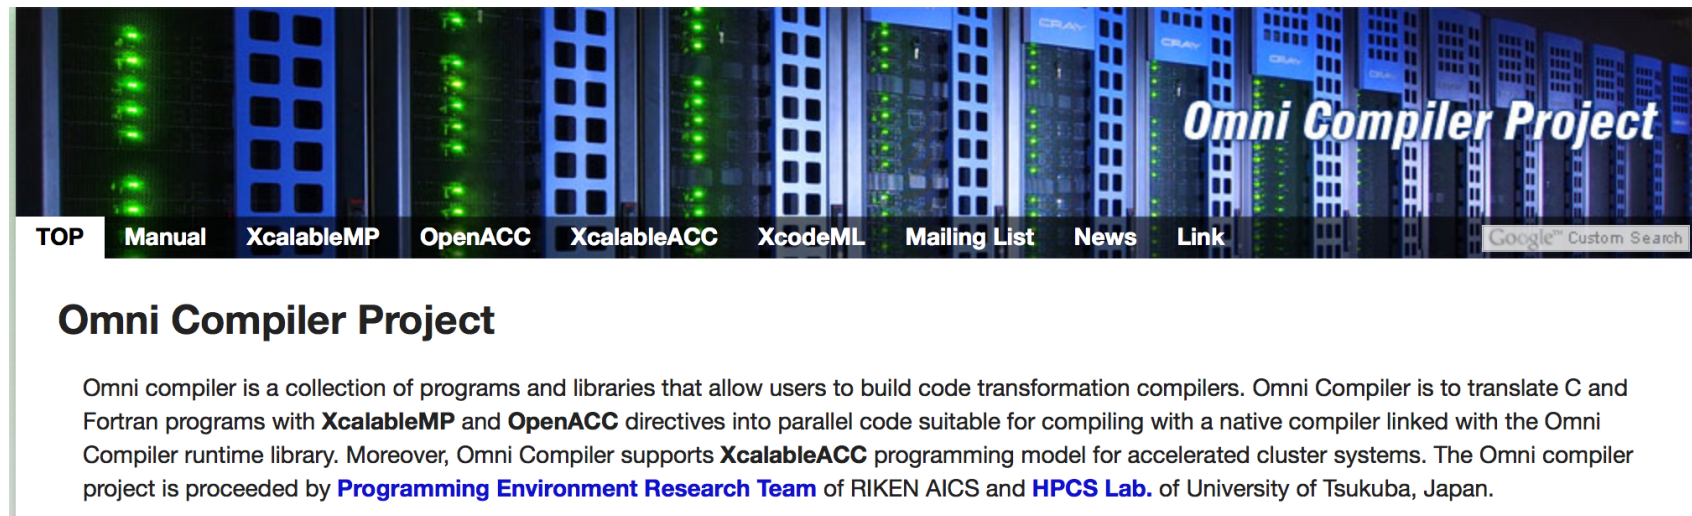 CRAY
CRAY
CRAY
CRAY
Omni Compiler Project
TOP Manual XcalableMP OpenACC XcalableACC XcodeML Mailing List News Link
Google™ Custom Search
Omni Compiler Project
Omni compiler is a collection of programs and libraries that allow users to build code transformation compilers. Omni Compiler is to translate C and
Fortran programs with XcalableMP and OpenACC directives into parallel code suitable for compiling with a native compiler linked with the Omni
Compiler runtime library. Moreover, Omni Compiler supports XcalableACC programming model for accelerated cluster systems. The Omni compiler
project is proceeded by Programming Environment Research Team of RIKEN AICS and HPCS Lab. of University of Tsukuba, Japan.